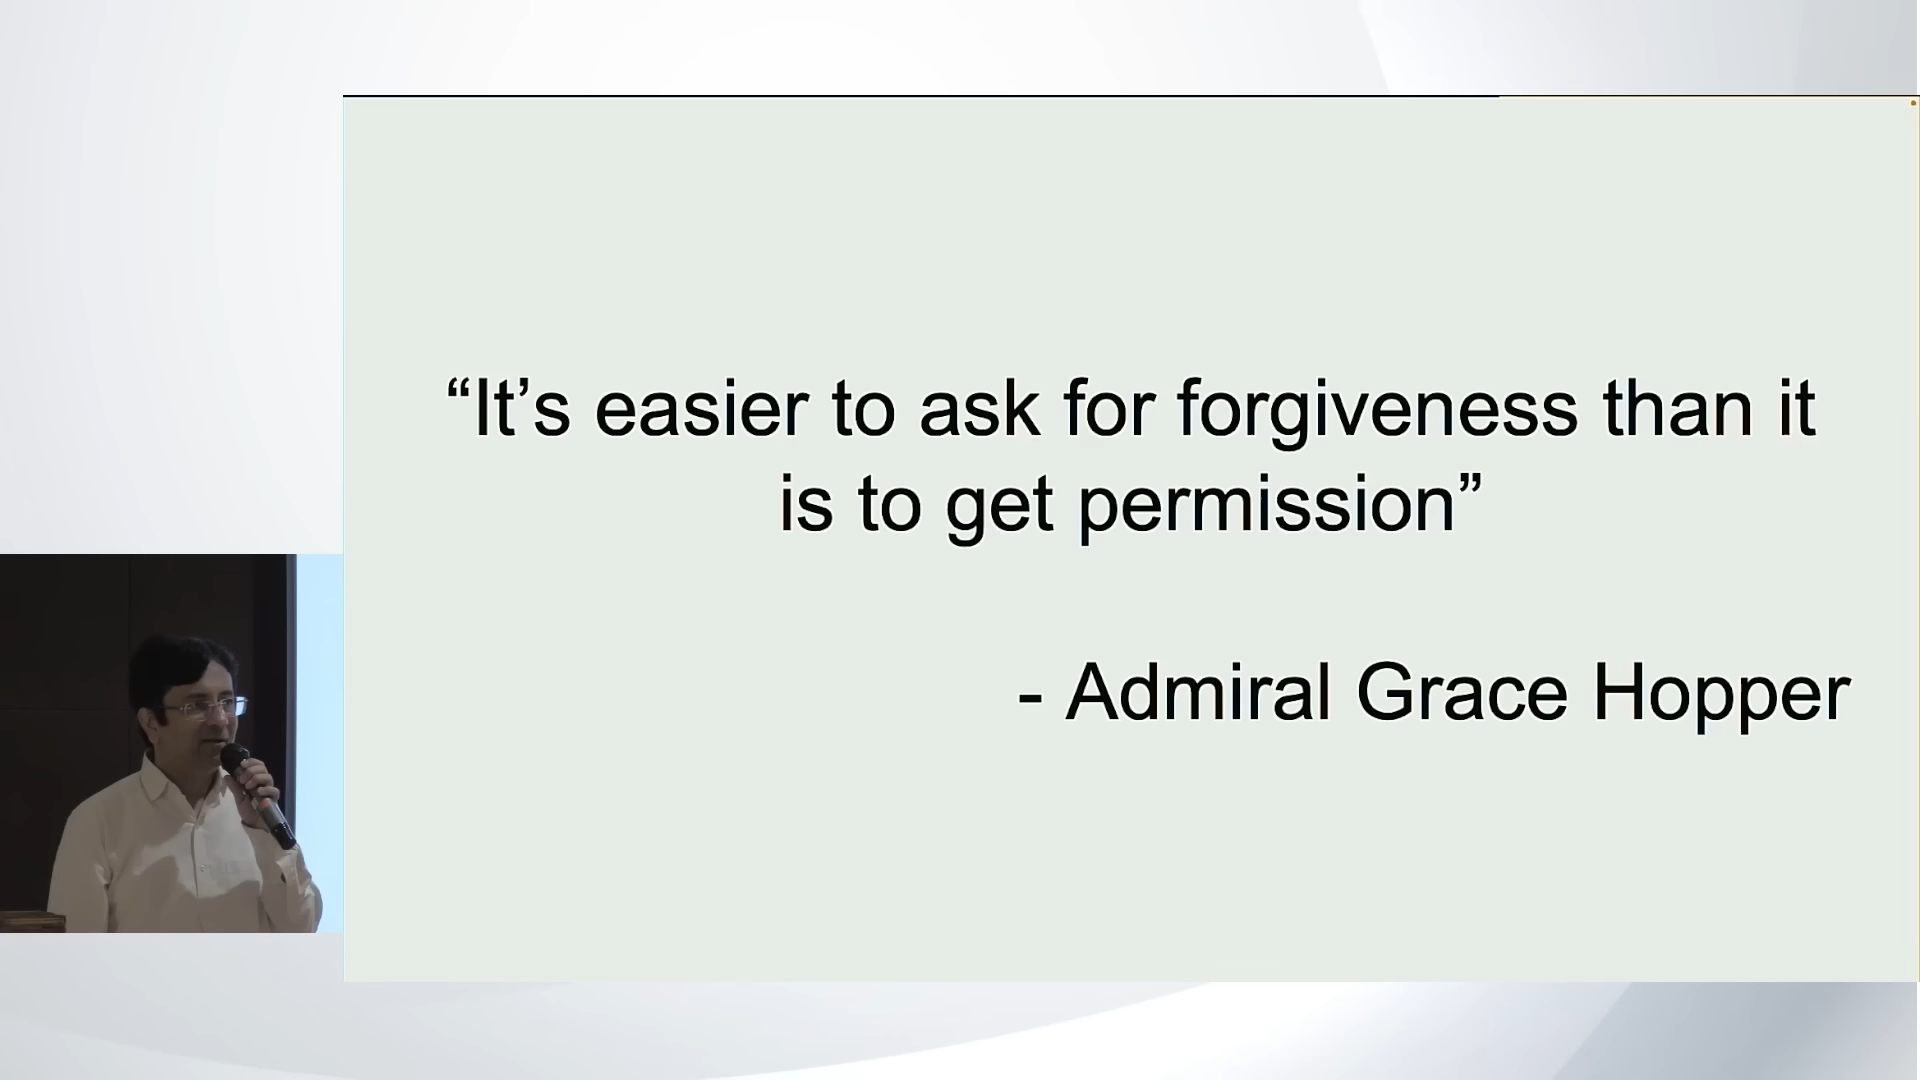 “It’s easier to ask for forgiveness than it
is to get permission”
- Admiral Grace Hopper